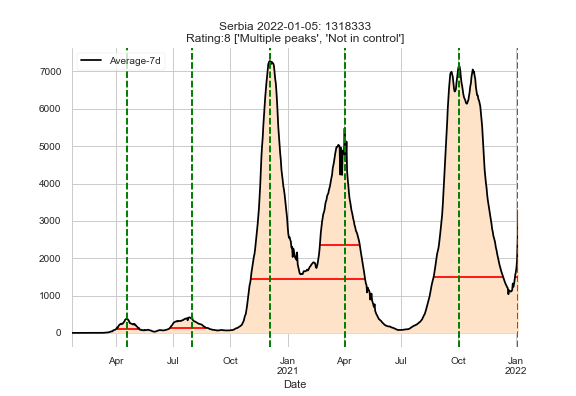 Serbia 2022-01-05: 1318333
Rating:8 ['Multiple peaks', 'Not in control']
Average-7d
7000
6000
5000
4000
3000
2000
1000
0
Apr Jul Oct Jan Apr Jul Oct Jan
2021 2022
Date